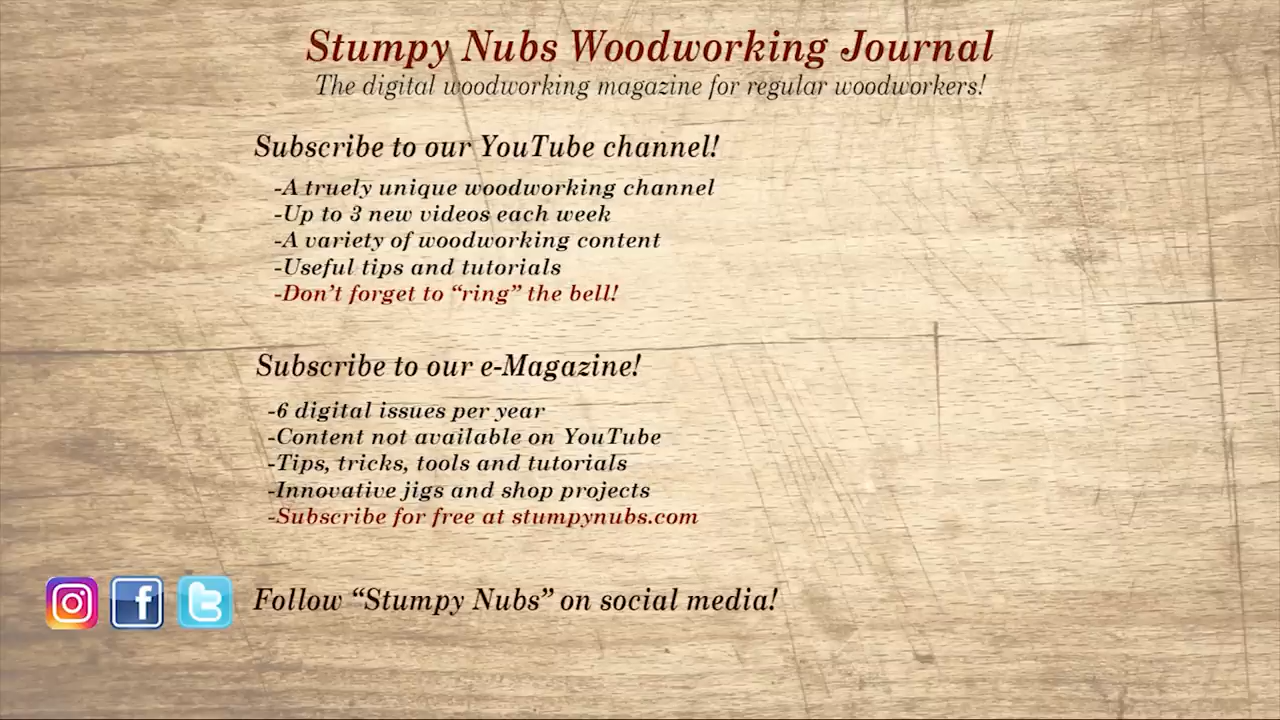 Stumpy Nubs Woodworking Journal
The digital woodworking magazine for regular woodworkers!
Subscribe to our YouTube channel!
-A truely unique woodworking channel
-Up to 3 new videos each week
-A variety of woodworking content
-Useful tips and tutorials
-Don't forget to “ring” the bell!
Subscribe to our e-Magazine!
-6 digital issues per year
-Content not available on YouTube
-Tips, tricks, tools and tutorials
-Innovative jigs and shop projects
-Subscribe for free at stumpynubs.com
Follow “Stumpy Nubs” on social media!